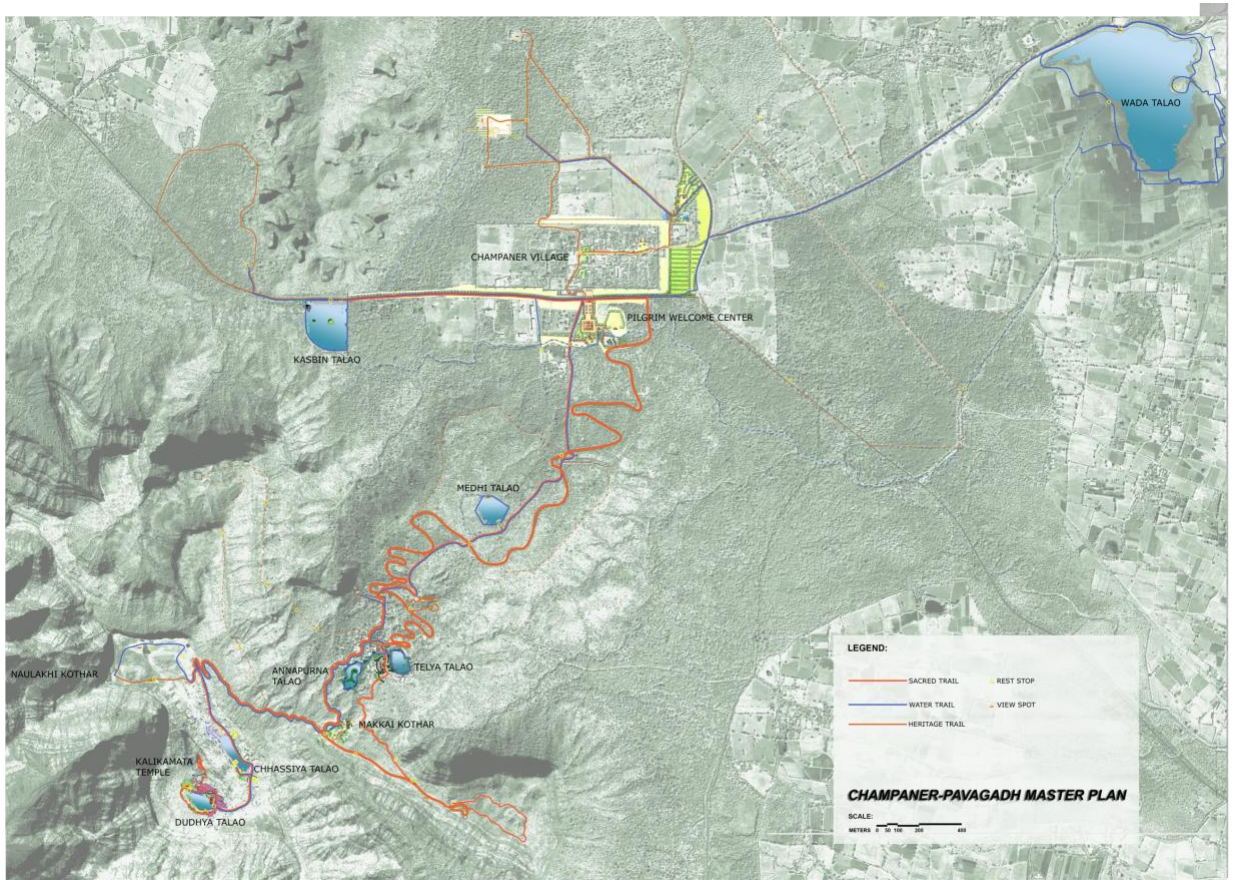 WADA TALAO
CHAMPANER VILLAGE
PILGRIM WELCOME CENTER
KASBIN TALAO
MEDHI TALAO
NAULAKHI KOTHAR
ANNAPURNA
TALAO
TELYA TALAO
MAKKAI KOTHAR
KALIKAMATA
TEMPLE
CHHASSIYA TALAO
DUDHYA TALAO
LEGEND:
SACRED TRAIL
REST STOP
WATER TRAIL
VIEW SPOT
HERITAGE TRAIL
CHAMPANER-PAVAGADH MASTER PLAN
SCALE:
METERS 0 50 100 200 400